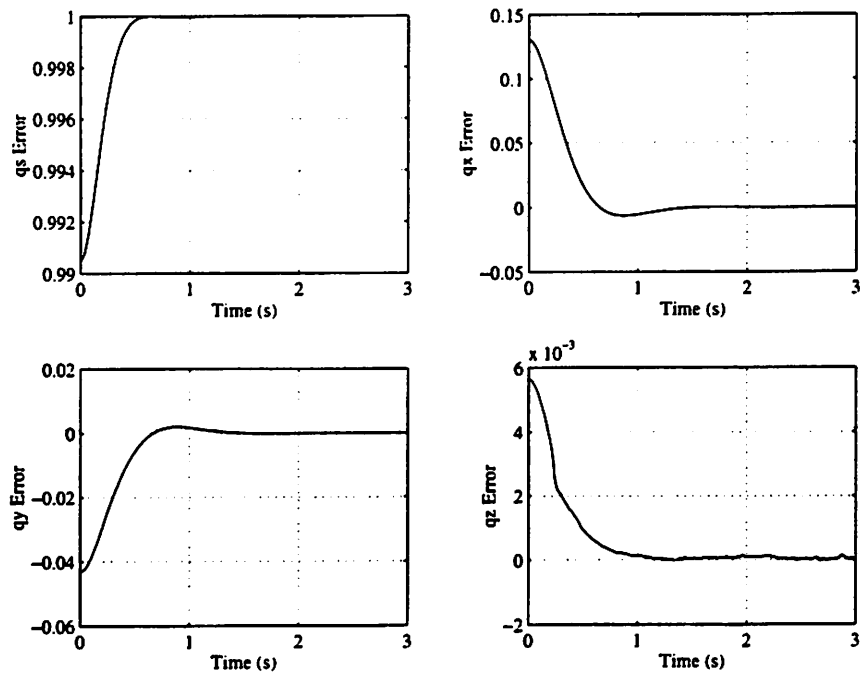 1
0.998
0.996
0.994
0.992
0.99
qs Error
0 1 2 3
Time (s)
0.15
0.1
0.05
0
−0.05
qx Error
0 1 2 3
Time (s)
0.02
0
−0.02
−0.04
−0.06
qy Error
0 1 2 3
Time (s)
x 10⁻³
6
4
2
0
−2
qz Error
0 1 2 3
Time (s)